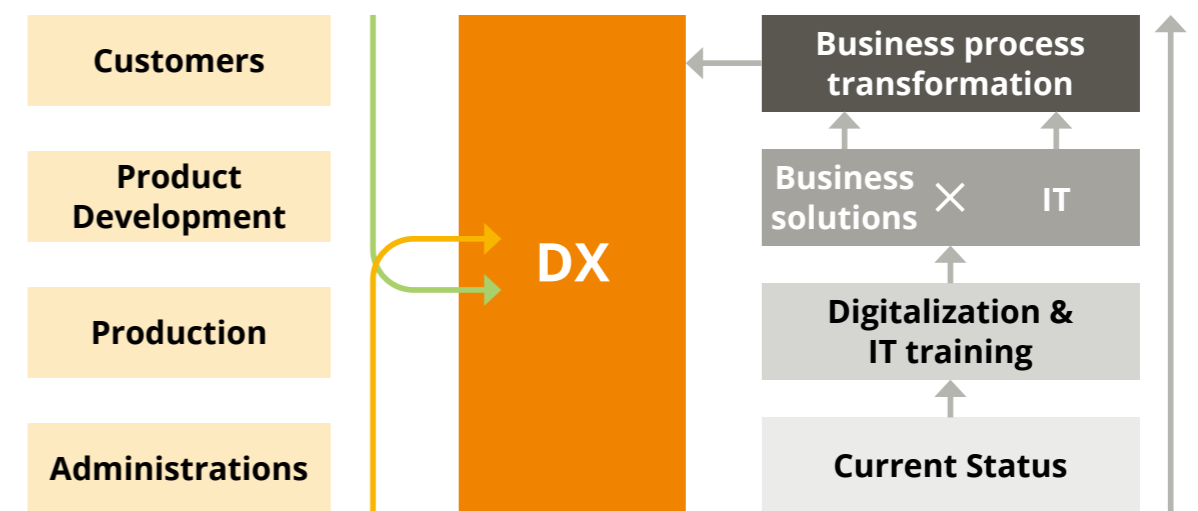 Customers
Product
Development
Production
Administrations
DX
Business process
transformation
Business
solutions
×
IT
Digitalization &
IT training
Current Status